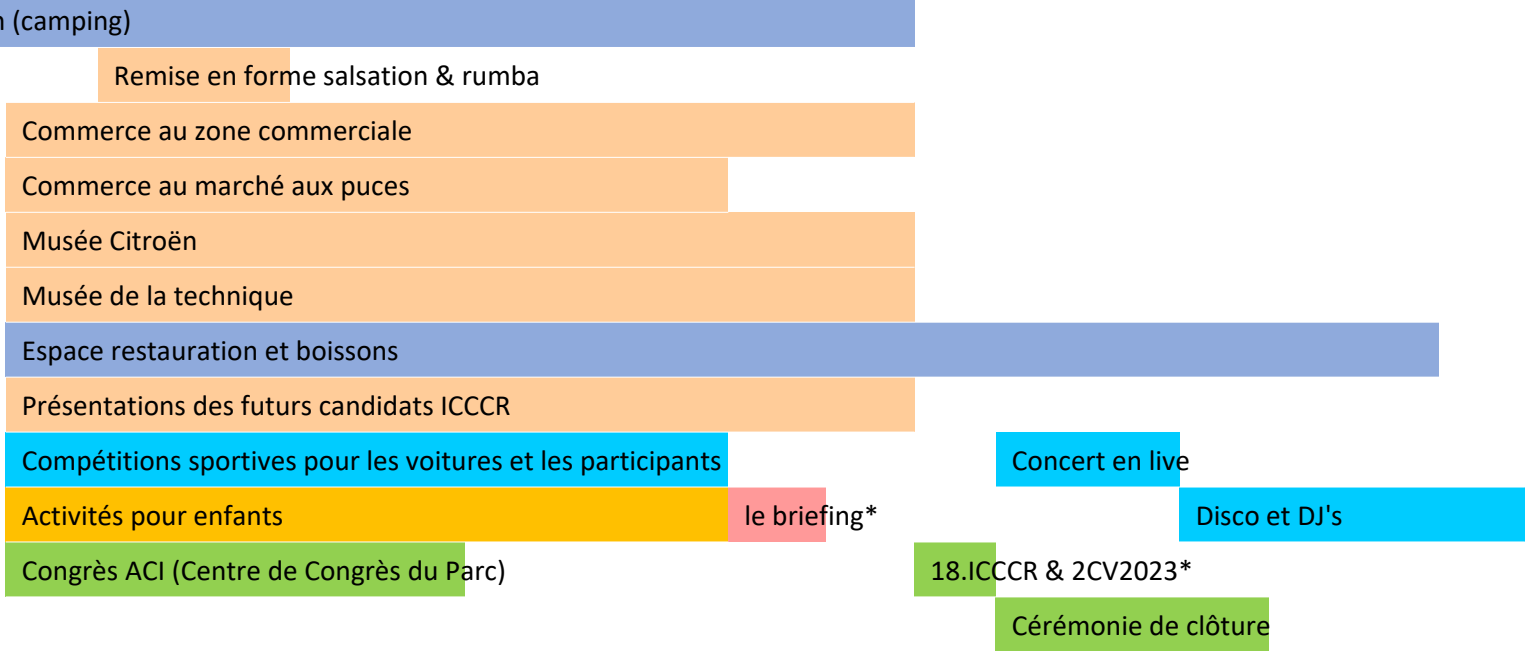 (camping)
Remise en forme salsation & rumba
Commerce au zone commerciale
Commerce au marché aux puces
Musée Citroën
Musée de la technique
Espace restauration et boissons
Présentations des futurs candidats ICCCR
Compétitions sportives pour les voitures et les participants Concert en live
Activités pour enfants le briefing* Disco et DJ's
Congrès ACI (Centre de Congrès du Parc) 18.ICCCR & 2CV2023*
Cérémonie de clôture